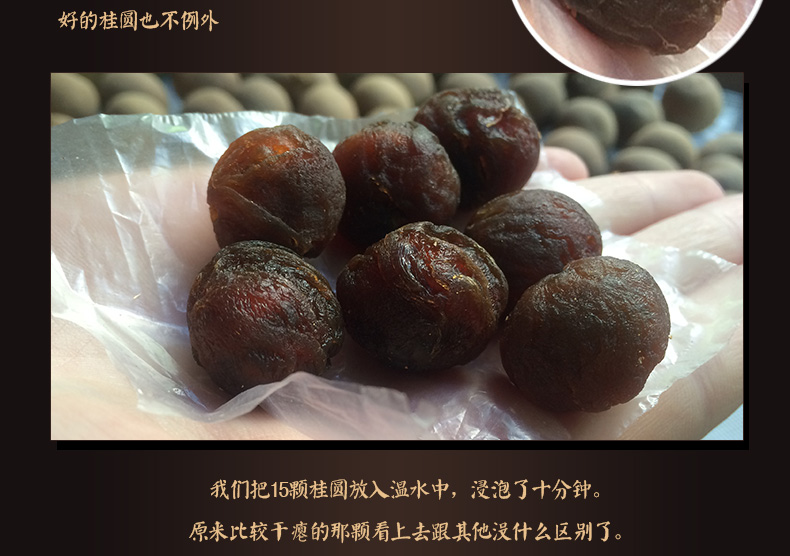 好的桂圆也不例外
我们把15颗桂圆放入温水中，浸泡了十分钟。
原来比较干瘪的那颗看上去跟其他没什么区别了。